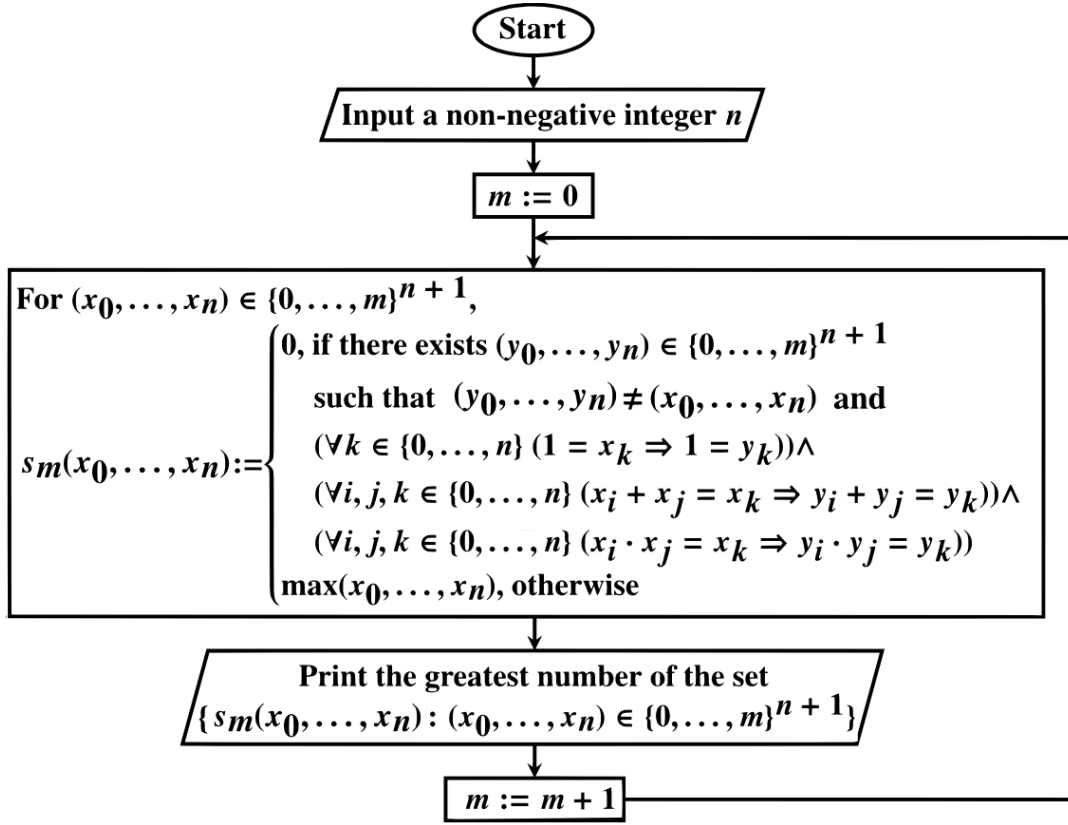 Start
Input a non-negative integer n
m := 0
For (x₀, . . . , xₙ) ∈ {0, . . . , m}ⁿ ⁺ ¹,
0, if there exists (y₀, . . . , yₙ) ∈ {0, . . . , m}ⁿ ⁺ ¹
such that (y₀, . . . , yₙ) ≠ (x₀, . . . , xₙ) and
(∀k ∈ {0, . . . , n} (1 = xₖ ⇒ 1 = yₖ))∧
sₘ(x₀, . . . , xₙ):= (∀i, j, k ∈ {0, . . . , n} (xᵢ + xⱼ = xₖ ⇒ yᵢ + yⱼ = yₖ))∧
(∀i, j, k ∈ {0, . . . , n} (xᵢ · xⱼ = xₖ ⇒ yᵢ · yⱼ = yₖ))
max(x₀, . . . , xₙ), otherwise
Print the greatest number of the set
{sₘ(x₀, . . . , xₙ) : (x₀, . . . , xₙ) ∈ {0, . . . , m}ⁿ ⁺ ¹}
m := m + 1